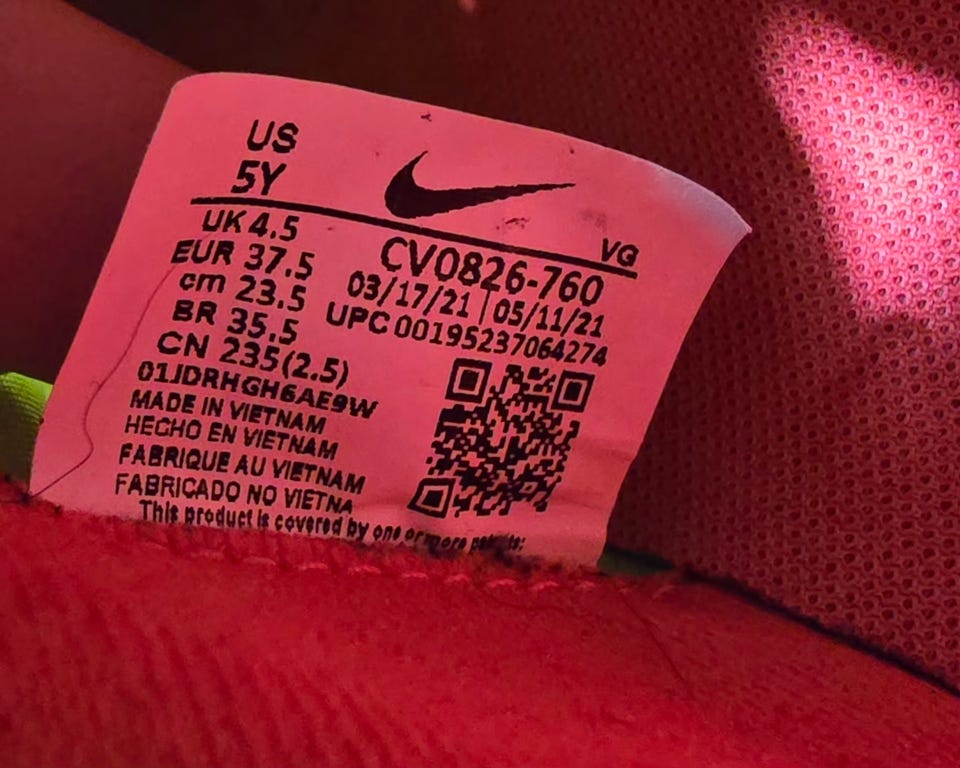 US
5Y
VG
UK 4.5
EUR 37.5
cm 23.5
BR 35.5
CN 235(2.5)
CV0826-760
03/17/21 | 05/11/21
UPC 00195237064274
01JDRHGH6AE9W
MADE IN VIETNAM
HECHO EN VIETNAM
FABRIQUE AU VIETNAM
FABRICADO NO VIETNA
This product is covered by one or more